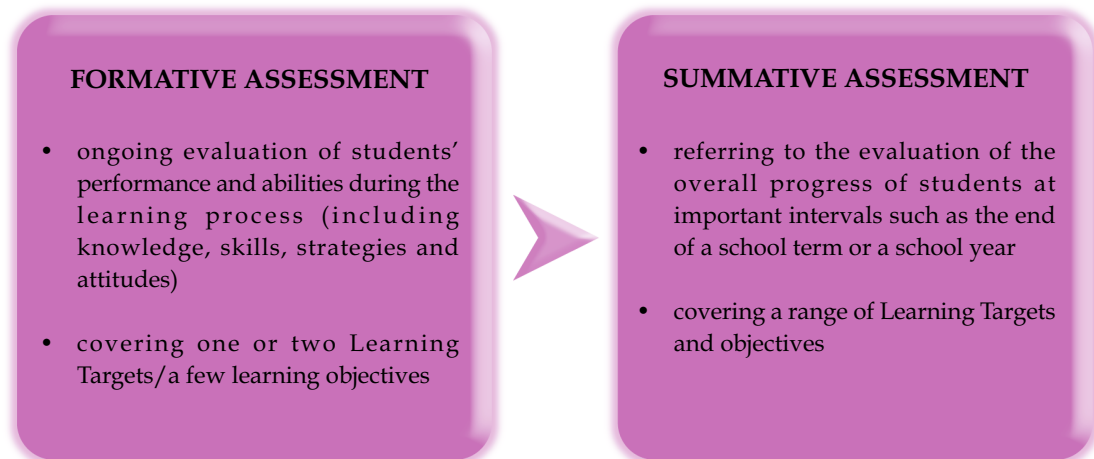 FORMATIVE ASSESSMENT
• ongoing evaluation of students’
performance and abilities during the
learning process (including
knowledge, skills, strategies and
attitudes)
• covering one or two Learning
Targets/a few learning objectives
SUMMATIVE ASSESSMENT
• referring to the evaluation of the
overall progress of students at
important intervals such as the end
of a school term or a school year
• covering a range of Learning Targets
and objectives